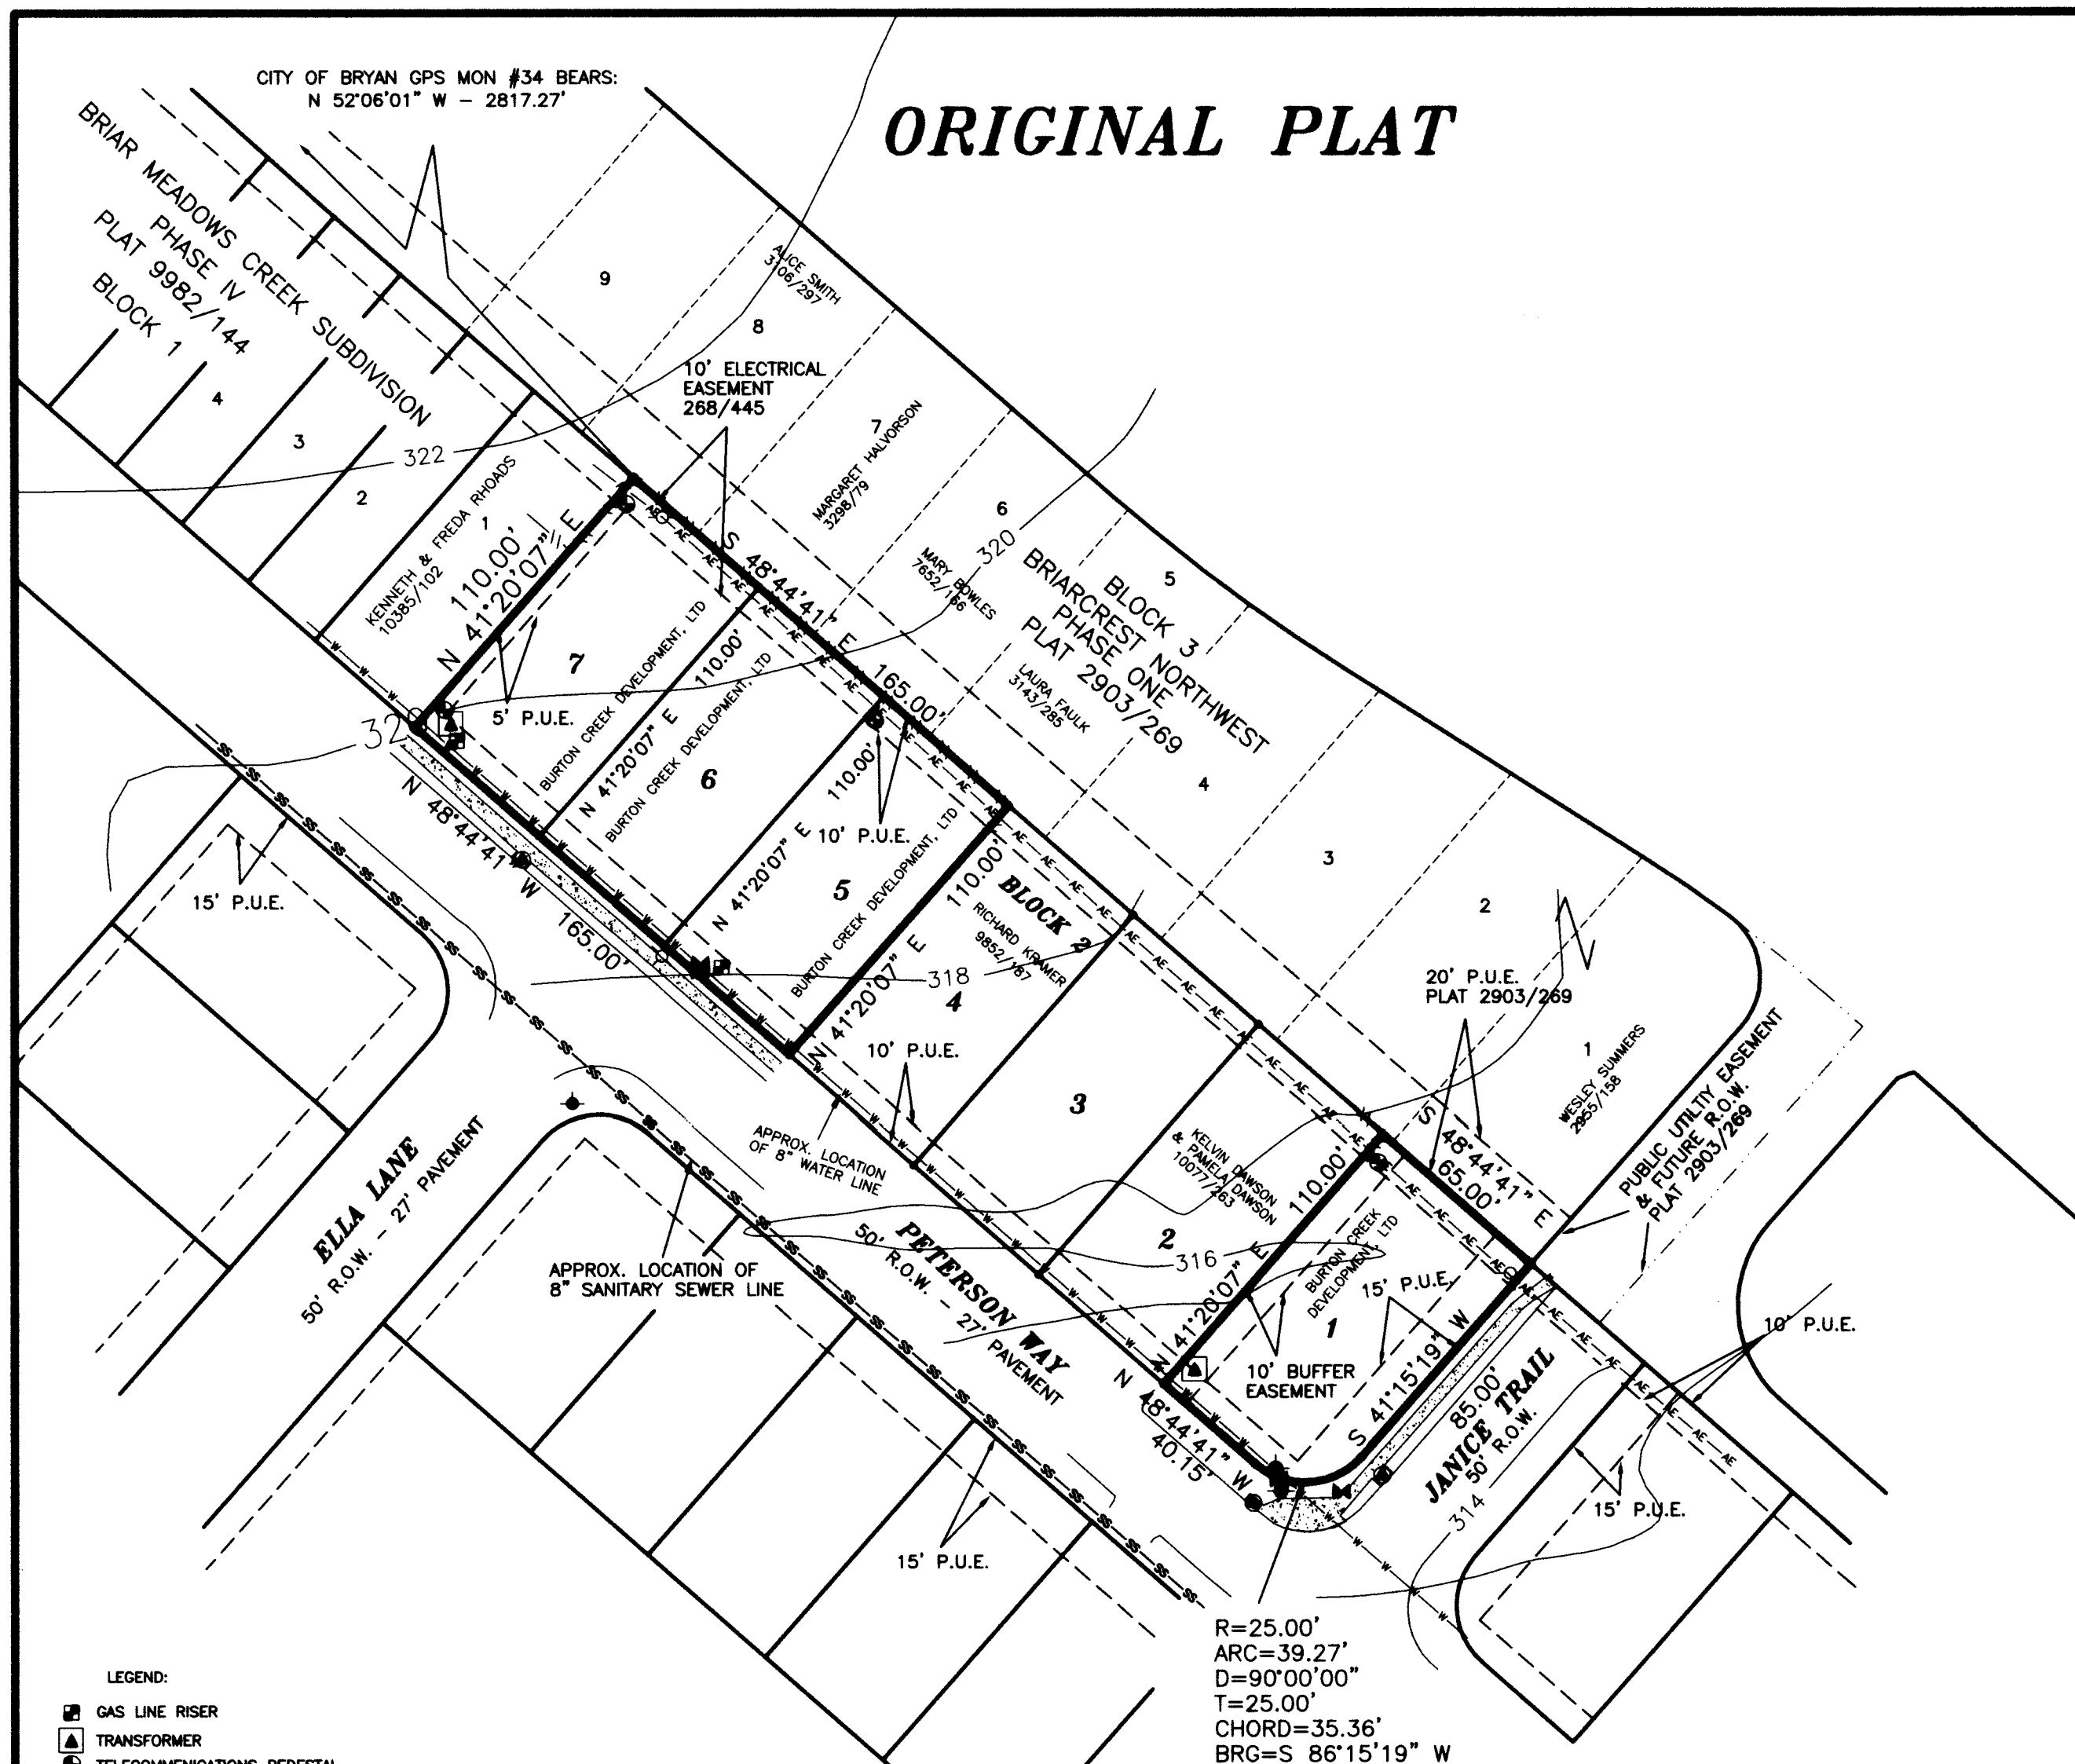 CITY OF BRYAN GPS MON #34 BEARS:
N 52°06'01" W - 2817.27'
ORIGINAL PLAT
BRIAR MEADOWS CREEK SUBDIVISION
PHASE IV
PLAT 9982/144
BLOCK 1
4
3
2
1
KENNETH & FREDA RHOADS
10385/102
322
9
ALICE SMITH
3106/297
8
10' ELECTRICAL
EASEMENT
268/445
7
MARGARET HALVORSON
3298/79
6
320
MARY BOWLES
7652/166
5
BLOCK 3
BRIARCREST NORTHWEST
PHASE ONE
PLAT 2903/269
LAURA FAULK
3143/285
4
3
2
1
WESLEY SUMMERS
2955/158
20' P.U.E.
PLAT 2903/269
PUBLIC UTILTIY EASEMENT
& FUTURE R.O.W.
PLAT 2903/269
110.00'
N 41°20'07" E
S 48°44'41" E
165.00'
7
BURTON CREEK DEVELOPMENT, LTD
5' P.U.E.
N 41°20'07" E
110.00'
6
BURTON CREEK DEVELOPMENT, LTD
N 41°20'07" E
110.00'
10' P.U.E.
5
BURTON CREEK DEVELOPMENT, LTD
N 41°20'07" E
110.00'
N 48°44'41" W
165.00'
15' P.U.E.
BLOCK 2
RICHARD KRAMER
9852/187
318
4
10' P.U.E.
3
KELVIN DAWSON
& PAMELA DAWSON
10077/263
2
316
APPROX. LOCATION
OF 8" WATER LINE
ELLA LANE
50' R.O.W. - 27' PAVEMENT
APPROX. LOCATION OF
8" SANITARY SEWER LINE
PETERSON WAY
50' R.O.W. - 27' PAVEMENT
N 41°20'07" E
110.00'
S 48°44'41" E
65.00'
BURTON CREEK
DEVELOPMENT, LTD
15' P.U.E.
1
10' BUFFER
EASEMENT
S 41°15'19" W
85.00'
N 48°44'41" W
40.15'
JANICE TRAIL
50' R.O.W.
314
10' P.U.E.
15' P.U.E.
15' P.U.E.
R=25.00'
ARC=39.27'
D=90°00'00"
T=25.00'
CHORD=35.36'
BRG=S 86°15'19" W
LEGEND:
GAS LINE RISER
TRANSFORMER
TELECOMMUNICATIONS PEDESTAL